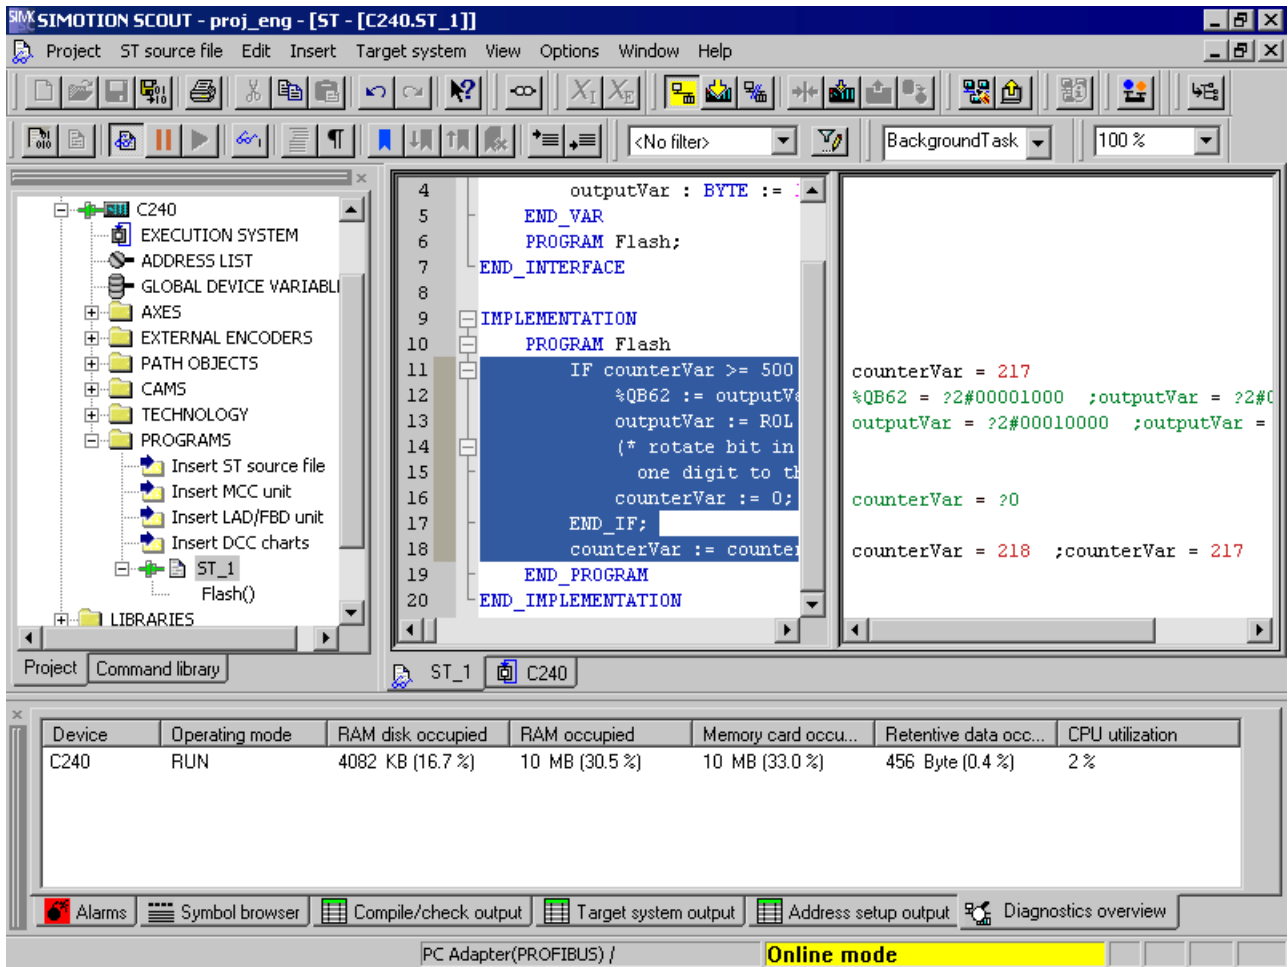 SIMOTION SCOUT - proj_eng - [ST - [C240.ST_1]]
Project ST source file Edit Insert Target system View Options Window Help
<No filter> BackgroundTask 100 %
C240
EXECUTION SYSTEM
ADDRESS LIST
GLOBAL DEVICE VARIABL
AXES
EXTERNAL ENCODERS
PATH OBJECTS
CAMS
TECHNOLOGY
PROGRAMS
Insert ST source file
Insert MCC unit
Insert LAD/FBD unit
Insert DCC charts
ST_1
Flash()
LIBRARIES
Project Command library
4 outputVar : BYTE :=
5 END_VAR
6 PROGRAM Flash;
7 END_INTERFACE
8
9 IMPLEMENTATION
10 PROGRAM Flash
11 IF counterVar >= 500
12 %QB62 := outputVa
13 outputVar := ROL
14 (* rotate bit in
15 one digit to th
16 counterVar := 0;
17 END_IF;
18 counterVar := counter
19 END_PROGRAM
20 END_IMPLEMENTATION
counterVar = 217
%QB62 = ?2#00001000 ;outputVar = ?2#0
outputVar = ?2#00010000 ;outputVar =
counterVar = ?0
counterVar = 218 ;counterVar = 217
ST_1 C240
Device Operating mode RAM disk occupied RAM occupied Memory card occu... Retentive data occ... CPU utilization
C240 RUN 4082 KB (16.7 %) 10 MB (30.5 %) 10 MB (33.0 %) 456 Byte (0.4 %) 2 %
Alarms Symbol browser Compile/check output Target system output Address setup output Diagnostics overview
PC Adapter(PROFIBUS) / Online mode